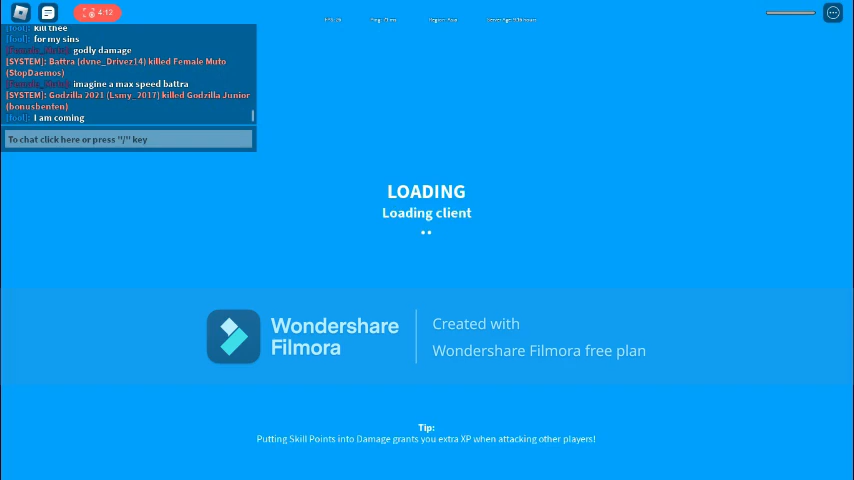 4:12
[fool]: kill thee
[fool]: for my sins
godly damage
[SYSTEM]: Battra (dvne_Drivez14) killed Female Muto
(StopDaemos)
imagine a max speed battra
[SYSTEM]: Godzilla 2021 (Lsmy_2017) killed Godzilla Junior
(bonusbenten)
[fool]: I am coming
To chat click here or press "/" key
LOADING
Loading client
Wondershare
Filmora
Created with
Wondershare Filmora free plan
Tip:
Putting Skill Points into Damage grants you extra XP when attacking other players!